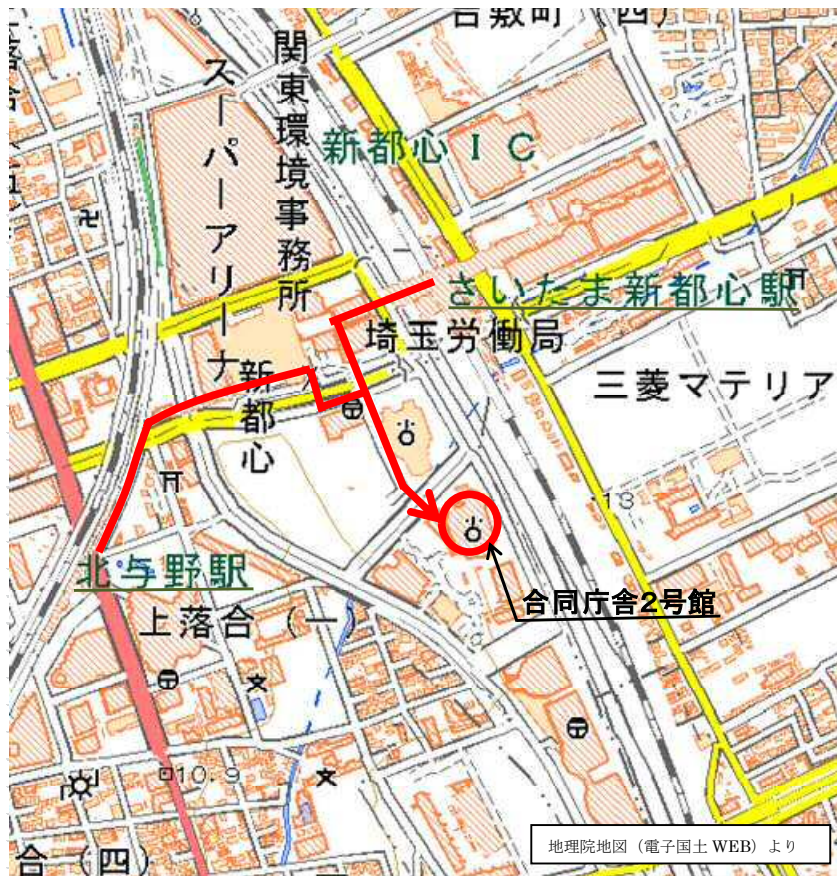 吉敷町（四）
関東環境事務所
スーパーアリーナ
新都心ＩＣ
さいたま新都心駅
埼玉労働局
三菱マテリア
新都心
13
北与野駅
合同庁舎2号館
上落合（一）
10.9
合（四）
地理院地図（電子国土 WEB）より